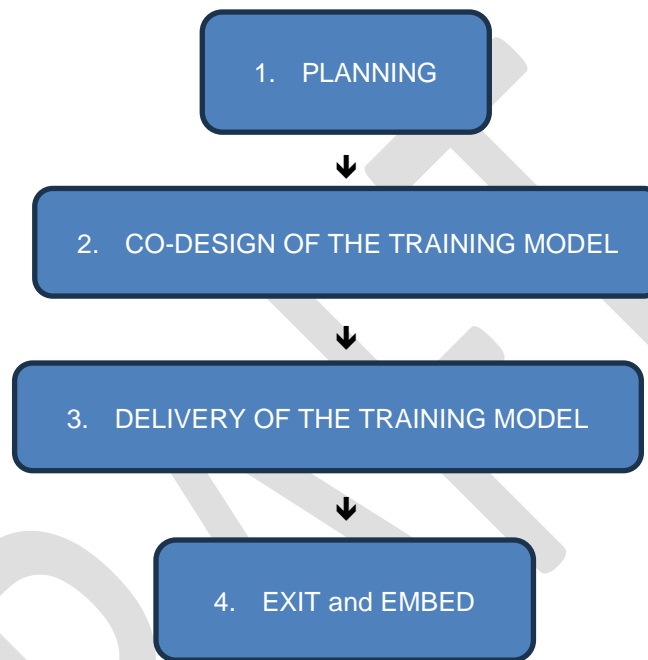 1. PLANNING
2. CO-DESIGN OF THE TRAINING MODEL
3. DELIVERY OF THE TRAINING MODEL
4. EXIT and EMBED